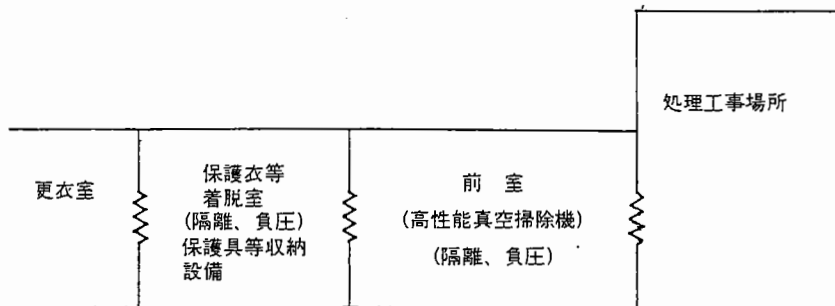 処理工事場所
更衣室
保護衣等
着脱室
(隔離、負圧)
保護具等収納
設備
前 室
(高性能真空掃除機)
(隔離、負圧)